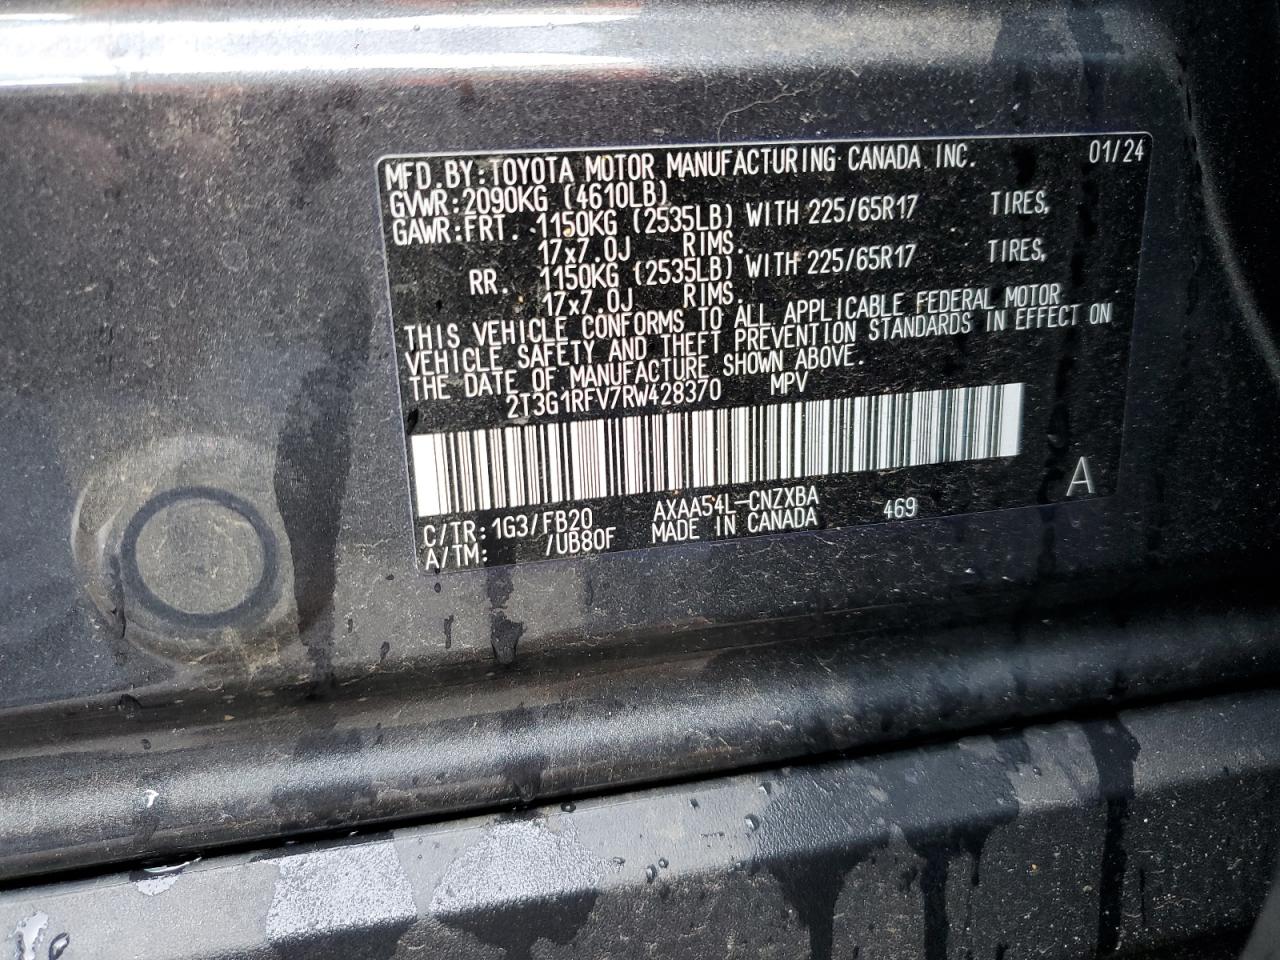 MFD.BY:TOYOTA MOTOR MANUFACTURING CANADA INC. 01/24
GVWR:2090KG (4610LB)
GAWR:FRT. 1150KG (2535LB) WITH 225/65R17 TIRES,
17x7.0J RIMS.
RR. 1150KG (2535LB) WITH 225/65R17 TIRES,
17x7.0J RIMS.
THIS VEHICLE CONFORMS TO ALL APPLICABLE FEDERAL MOTOR
VEHICLE SAFETY AND THEFT PREVENTION STANDARDS IN EFFECT ON
THE DATE OF MANUFACTURE SHOWN ABOVE.
2T3G1RFV7RW428370 MPV
A
C/TR:1G3/FB20 AXAA54L-CNZXBA 469
A/TM: /UB80F MADE IN CANADA